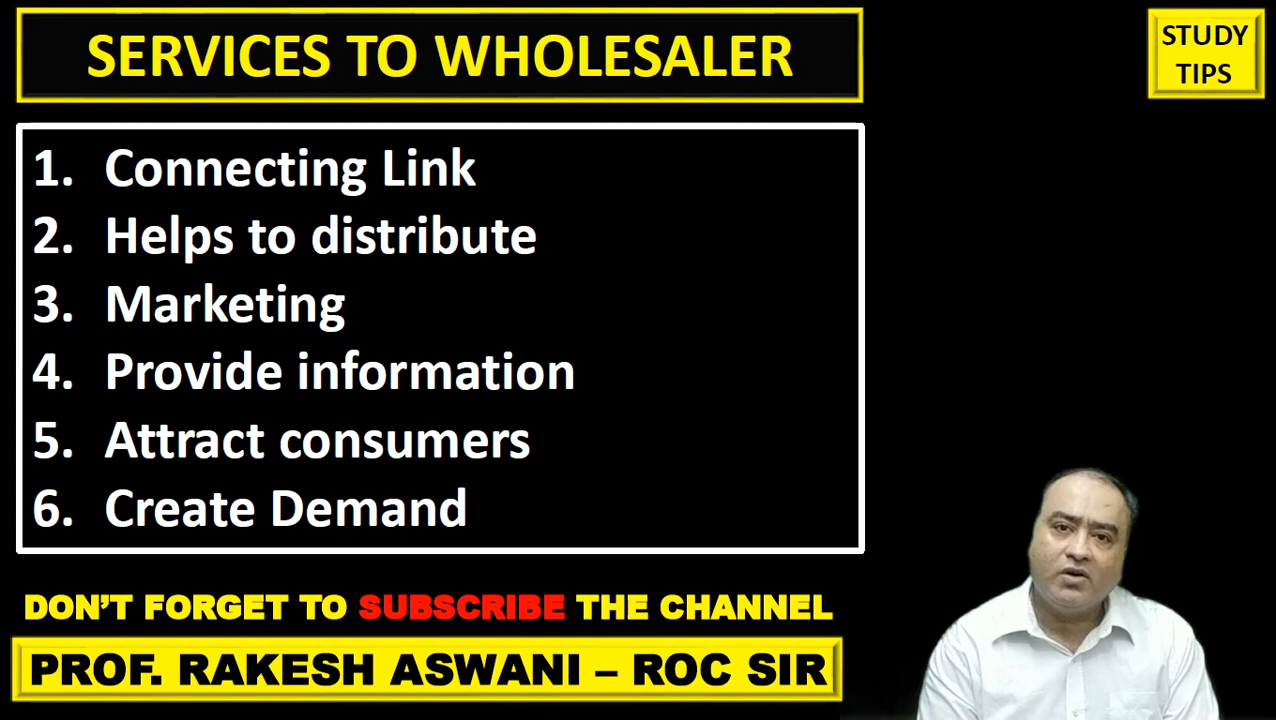 SERVICES TO WHOLESALER
STUDY
TIPS
1. Connecting Link
2. Helps to distribute
3. Marketing
4. Provide information
5. Attract consumers
6. Create Demand
DON'T FORGET TO SUBSCRIBE THE CHANNEL
PROF. RAKESH ASWANI – ROC SIR